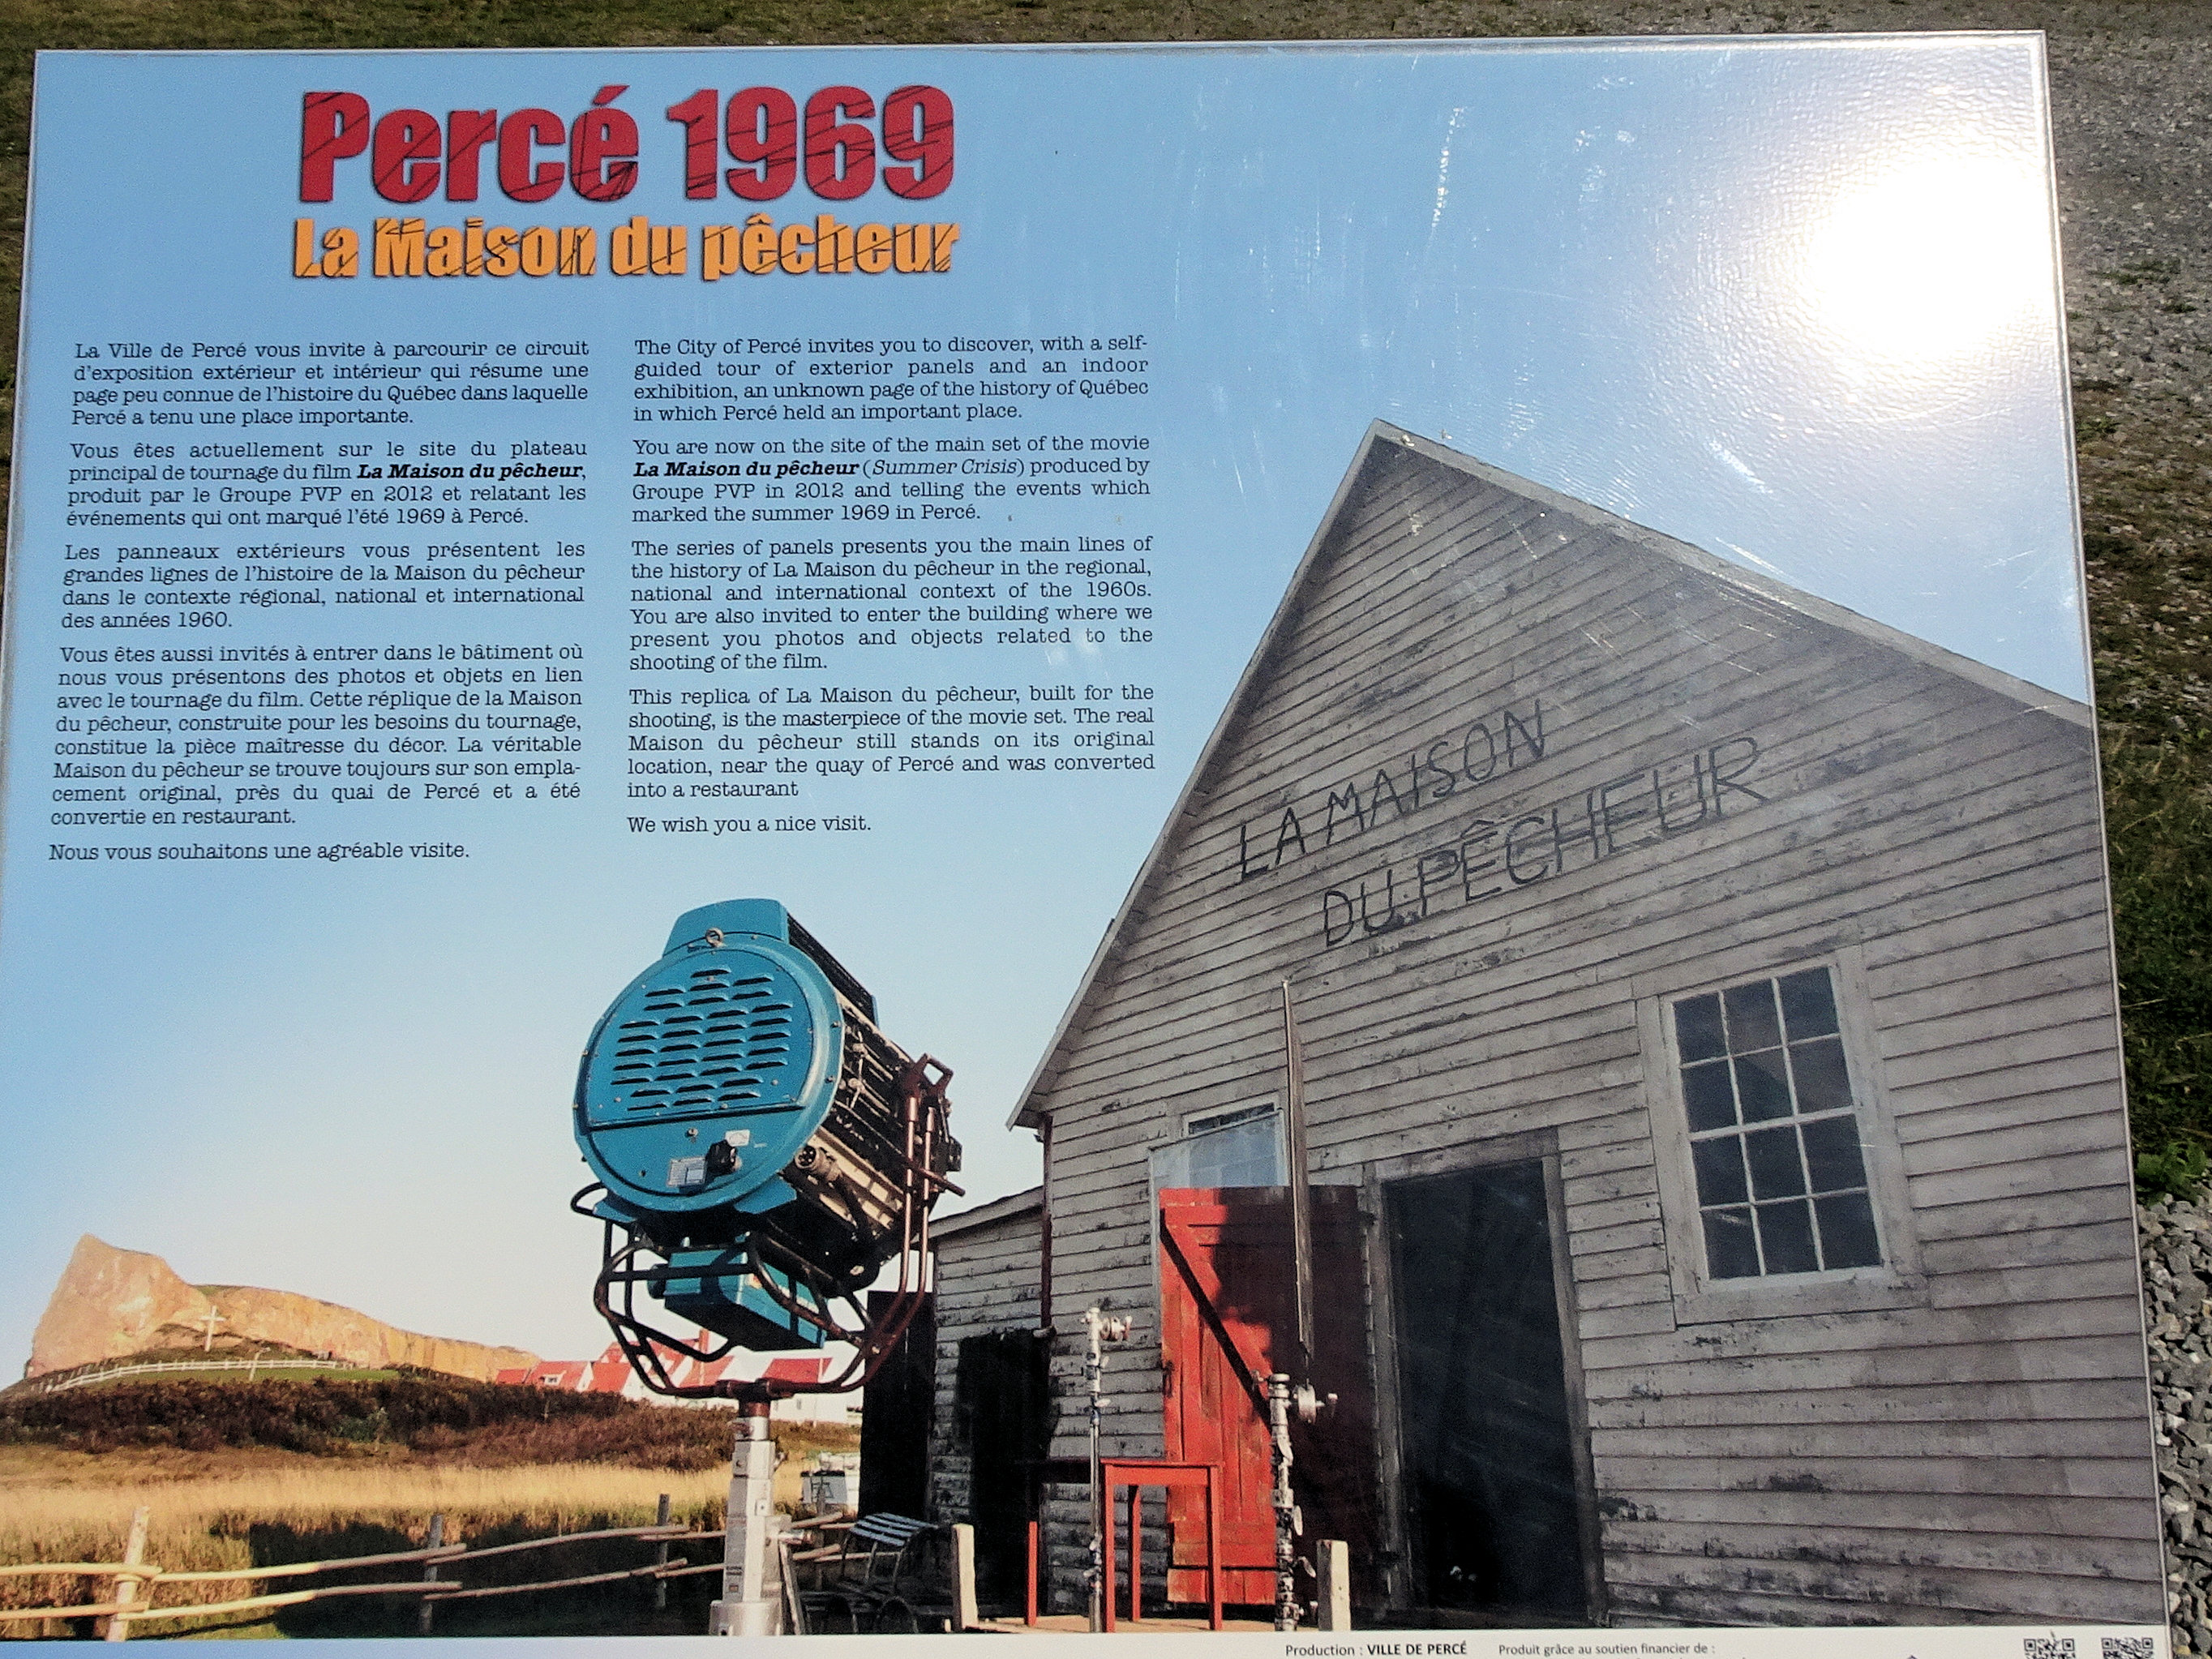 Percé 1969
La Maison du pêcheur
La Ville de Percé vous invite à parcourir ce circuit
d'exposition extérieur et intérieur qui résume une
page peu connue de l'histoire du Québec dans laquelle
Percé a tenu une place importante.
Vous êtes actuellement sur le site du plateau
principal de tournage du film La Maison du pêcheur,
produit par le Groupe PVP en 2012 et relatant les
événements qui ont marqué l'été 1969 à Percé.
Les panneaux extérieurs vous présentent les
grandes lignes de l'histoire de la Maison du pêcheur
dans le contexte régional, national et international
des années 1960.
Vous êtes aussi invités à entrer dans le bâtiment où
nous vous présentons des photos et objets en lien
avec le tournage du film. Cette réplique de la Maison
du pêcheur, construite pour les besoins du tournage,
constitue la pièce maîtresse du décor. La véritable
Maison du pêcheur se trouve toujours sur son empla-
cement original, près du quai de Percé et a été
convertie en restaurant.
Nous vous souhaitons une agréable visite.
The City of Percé invites you to discover, with a self-
guided tour of exterior panels and an indoor
exhibition, an unknown page of the history of Québec
in which Percé held an important place.
You are now on the site of the main set of the movie
La Maison du pêcheur (Summer Crisis) produced by
Groupe PVP in 2012 and telling the events which
marked the summer 1969 in Percé.
The series of panels presents you the main lines of
the history of La Maison du pêcheur in the regional,
national and international context of the 1960s.
You are also invited to enter the building where we
present you photos and objects related to the
shooting of the film.
This replica of La Maison du pêcheur, built for the
shooting, is the masterpiece of the movie set. The real
Maison du pêcheur still stands on its original
location, near the quay of Percé and was converted
into a restaurant
We wish you a nice visit.
LA MAISON
DU PÊCHEUR
Production : VILLE DE PERCÉ
Produit grâce au soutien financier de :